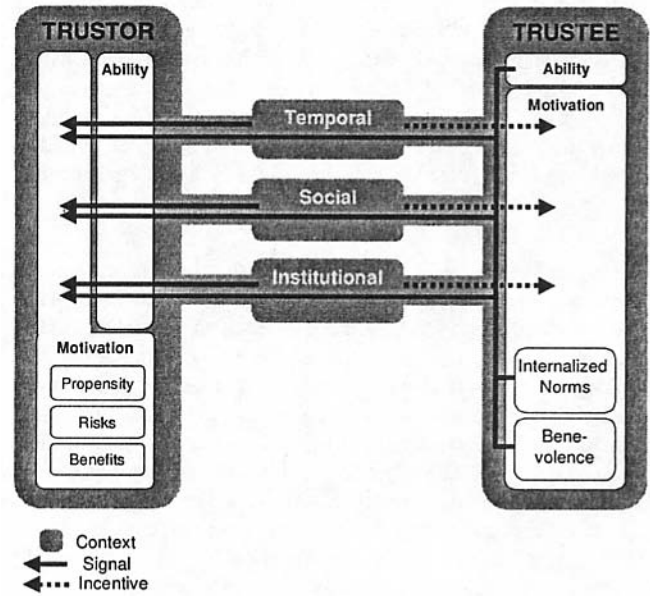 TRUSTOR
Ability
Motivation
Propensity
Risks
Benefits
Temporal
Social
Institutional
TRUSTEE
Ability
Motivation
Internalized
Norms
Bene-
volence
Context
Signal
Incentive